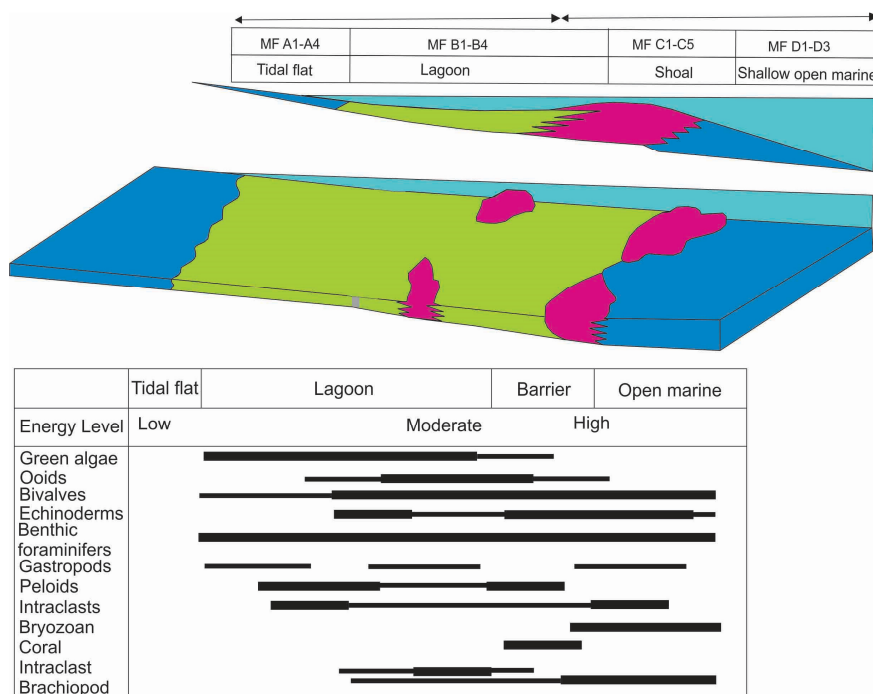 MF A1-A4 MF B1-B4 MF C1-C5 MF D1-D3
Tidal flat Lagoon Shoal Shallow open marine
Tidal flat Lagoon Barrier Open marine
Energy Level Low Moderate High
Green algae
Ooids
Bivalves
Echinoderms
Benthic
foraminifers
Gastropods
Peloids
Intraclasts
Bryozoan
Coral
Intraclast
Brachiopod